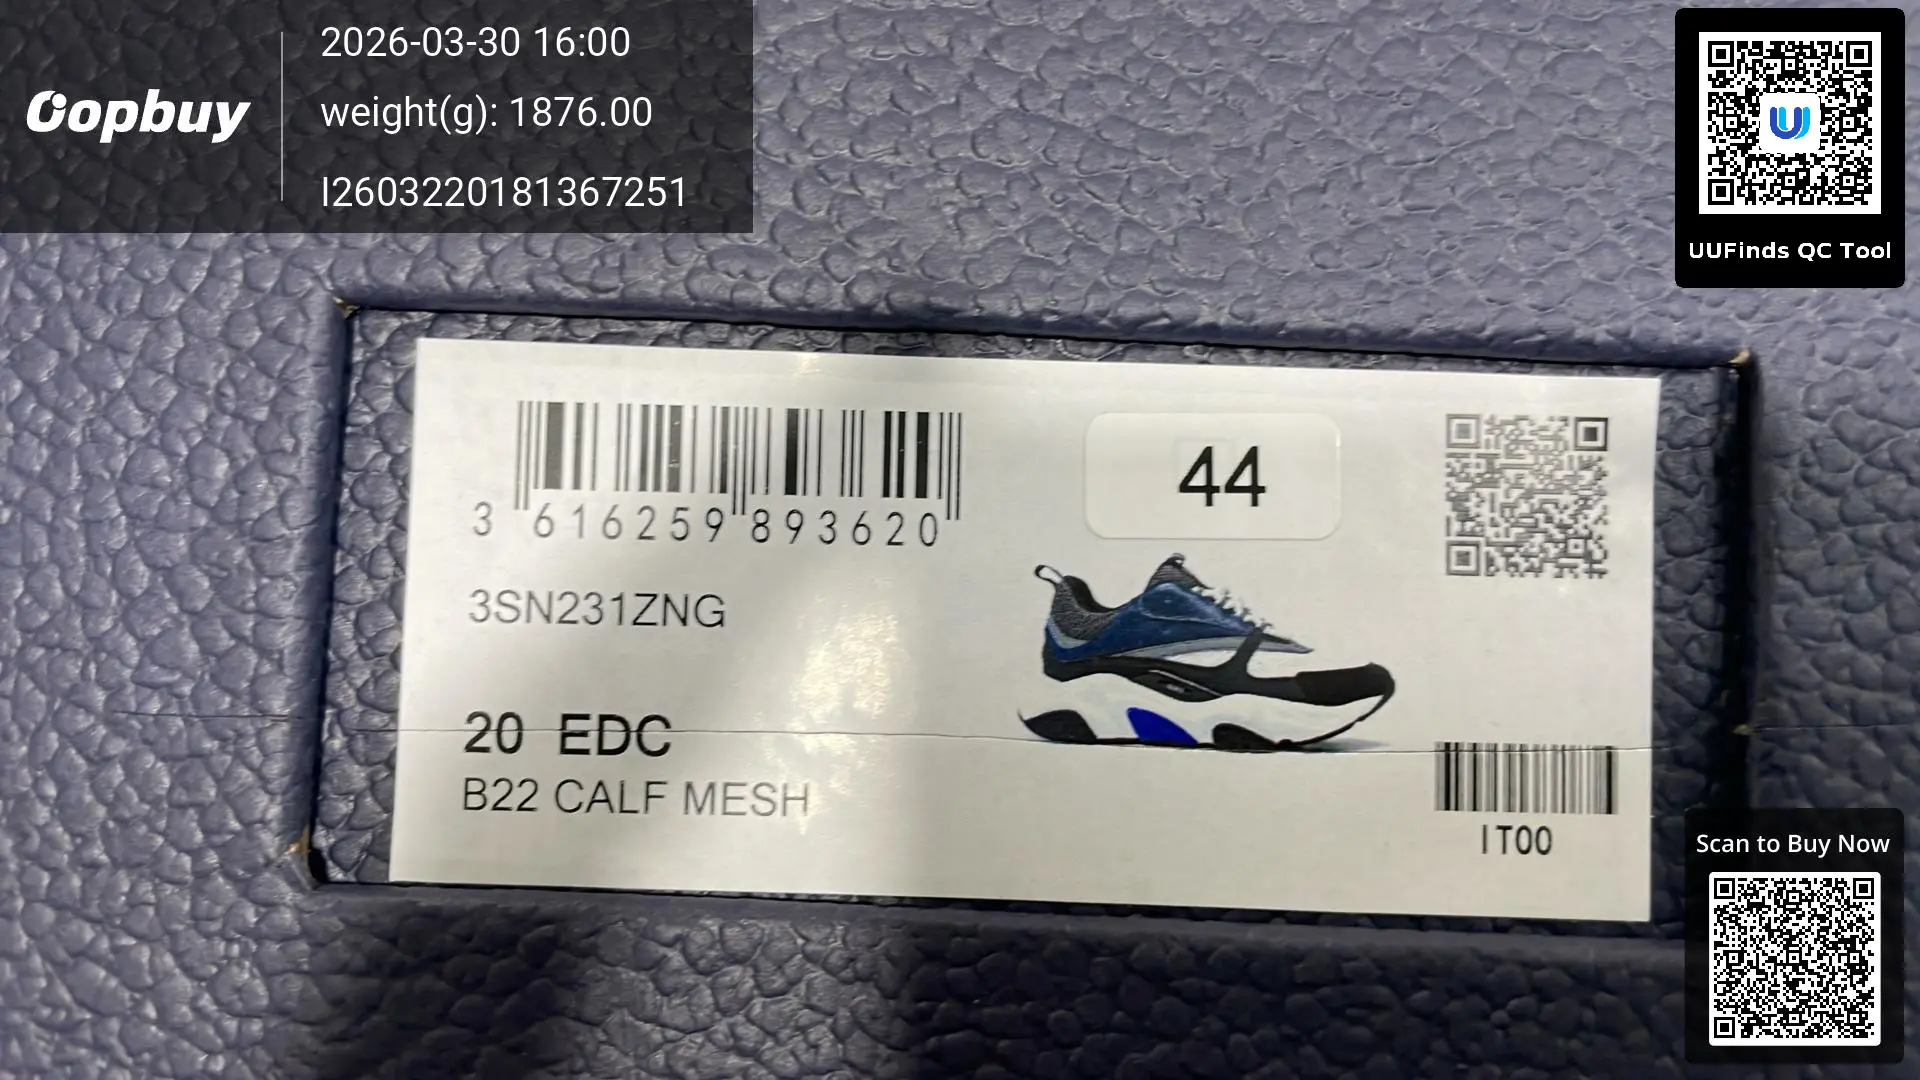 Oopbuy
2026-03-30 16:00
weight(g): 1876.00
I2603220181367251
UUFinds QC Tool
3 616259 893620
44
3SN231ZNG
20 EDC
B22 CALF MESH
IT00
Scan to Buy Now